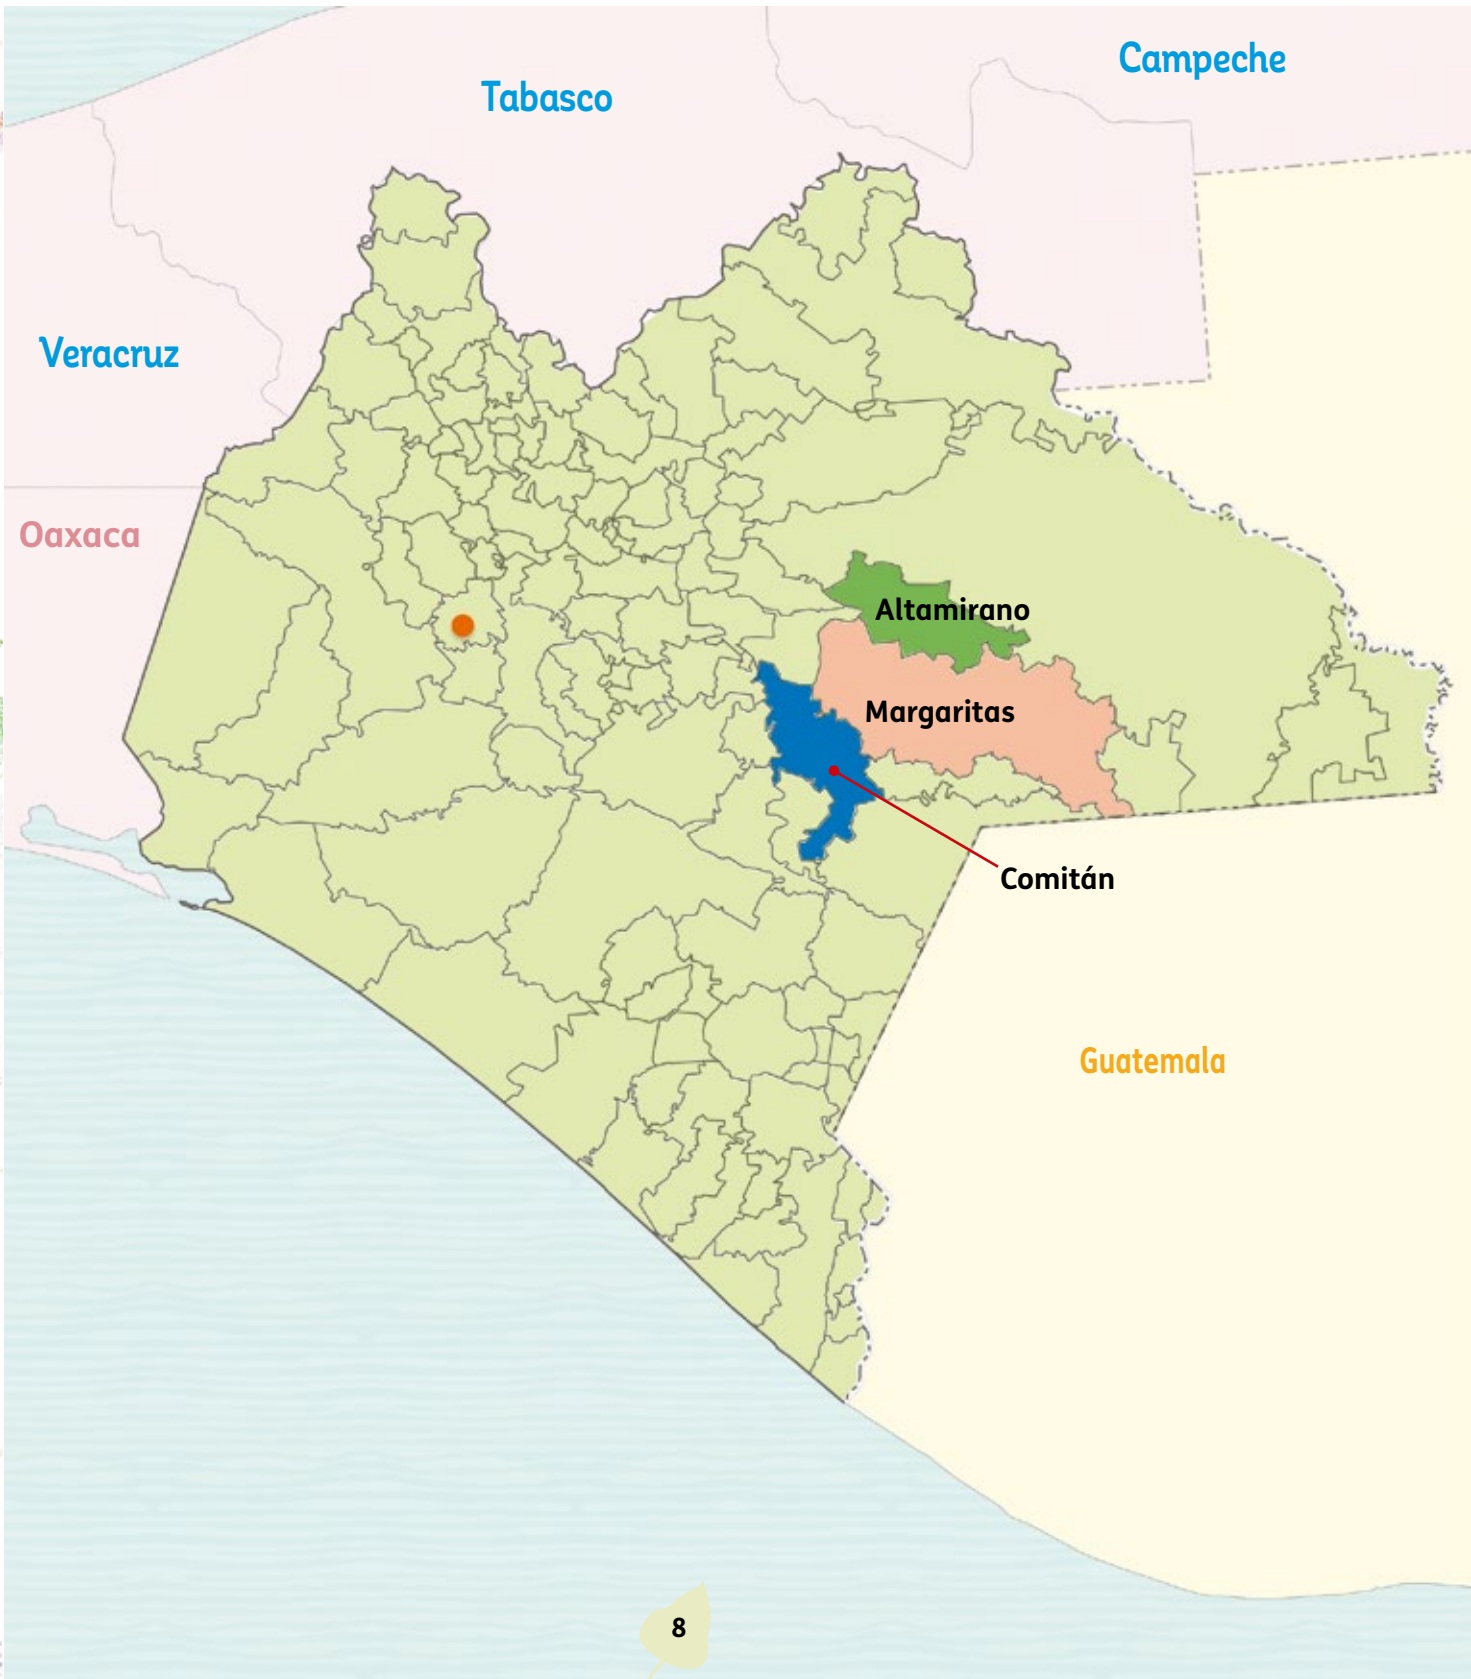 Campeche
Tabasco
Veracruz
Oaxaca
Altamirano
Margaritas
Comitán
Guatemala
8